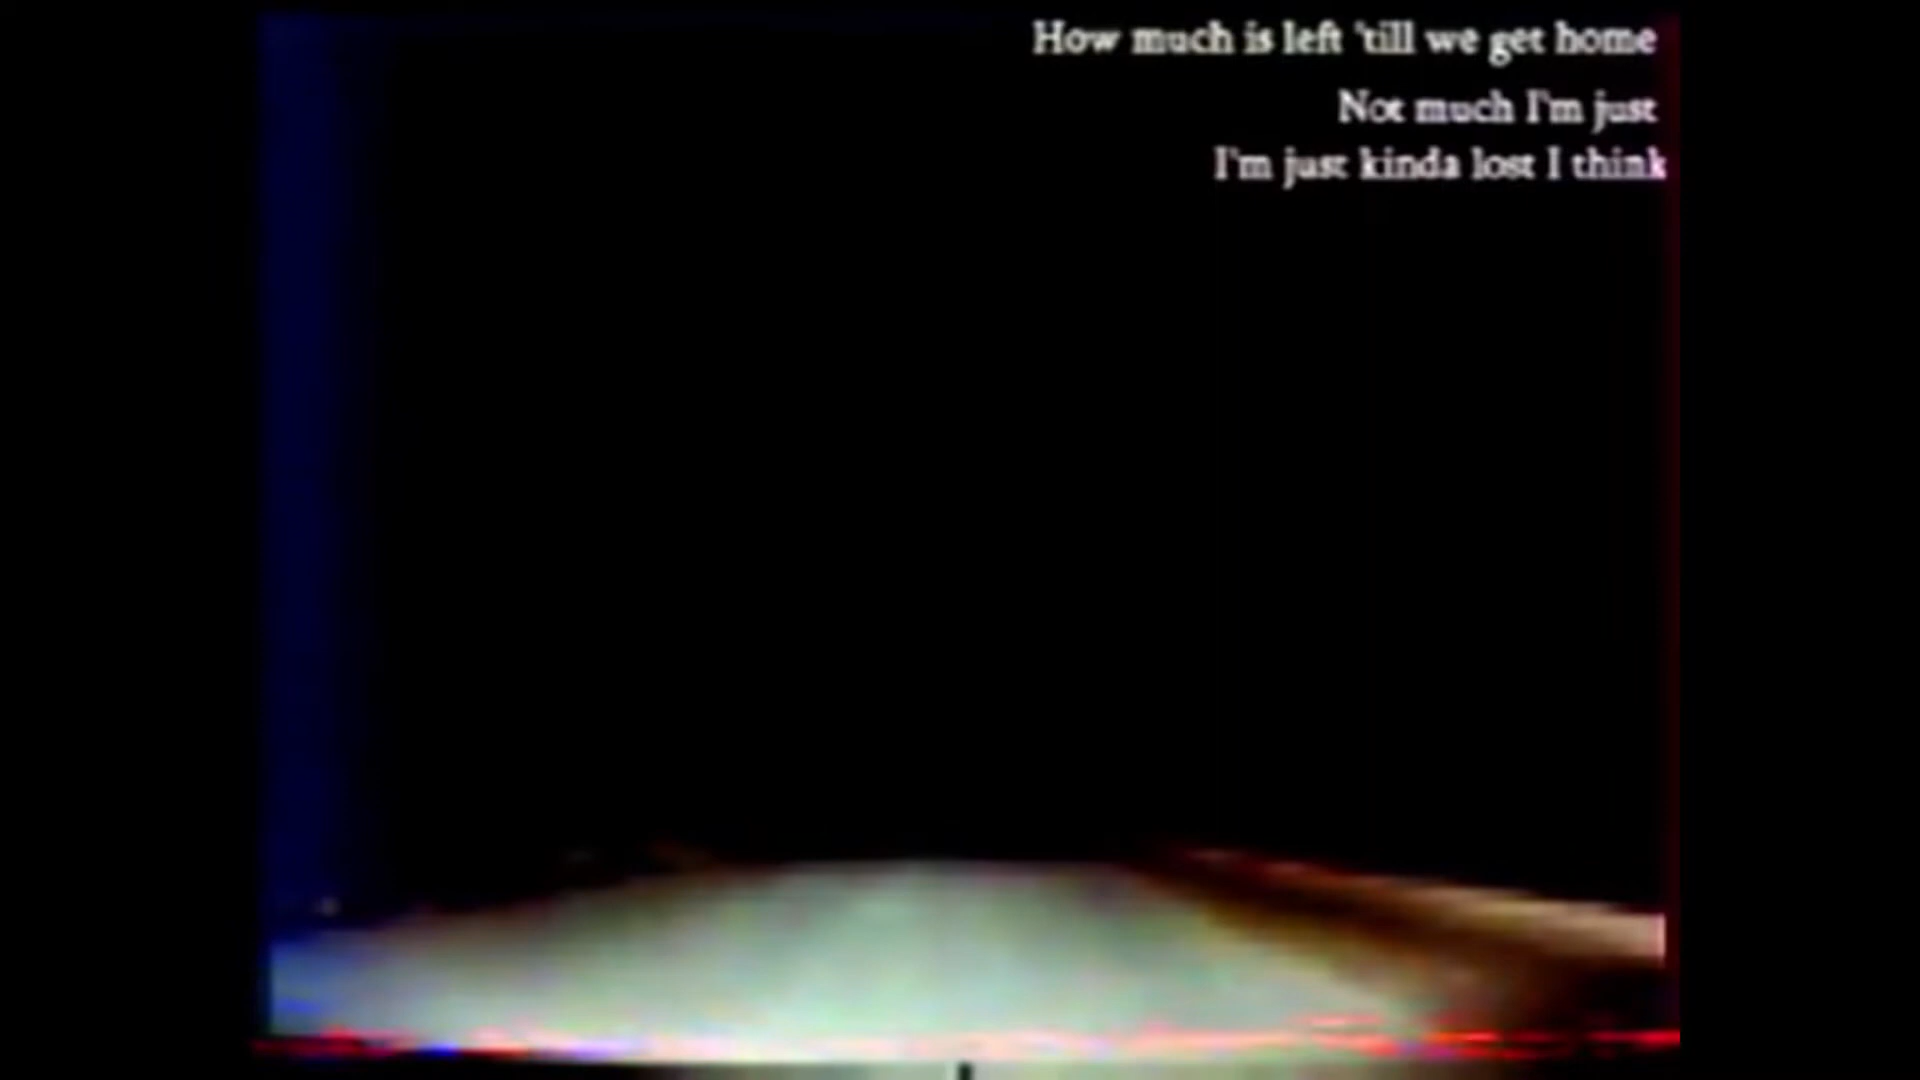 How much is left 'till we get home
Not much I'm just
I'm just kinda lost I think